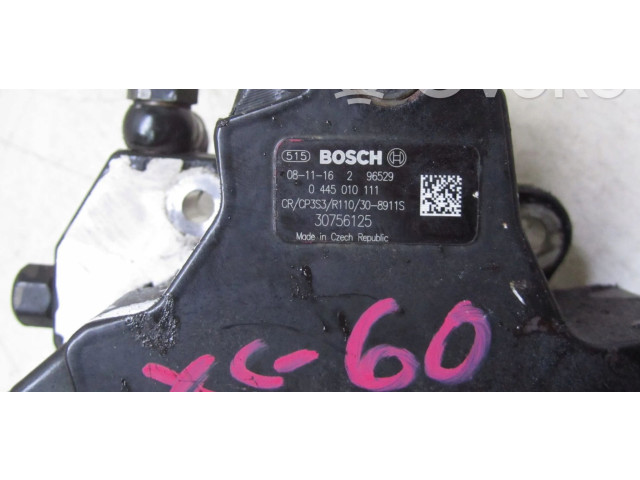 515 BOSCH
08-11-16 2 96529
0 445 010 111
CR/CP3S3/R110/30-8911S
30756125
Made in Czech Republic
XC-60